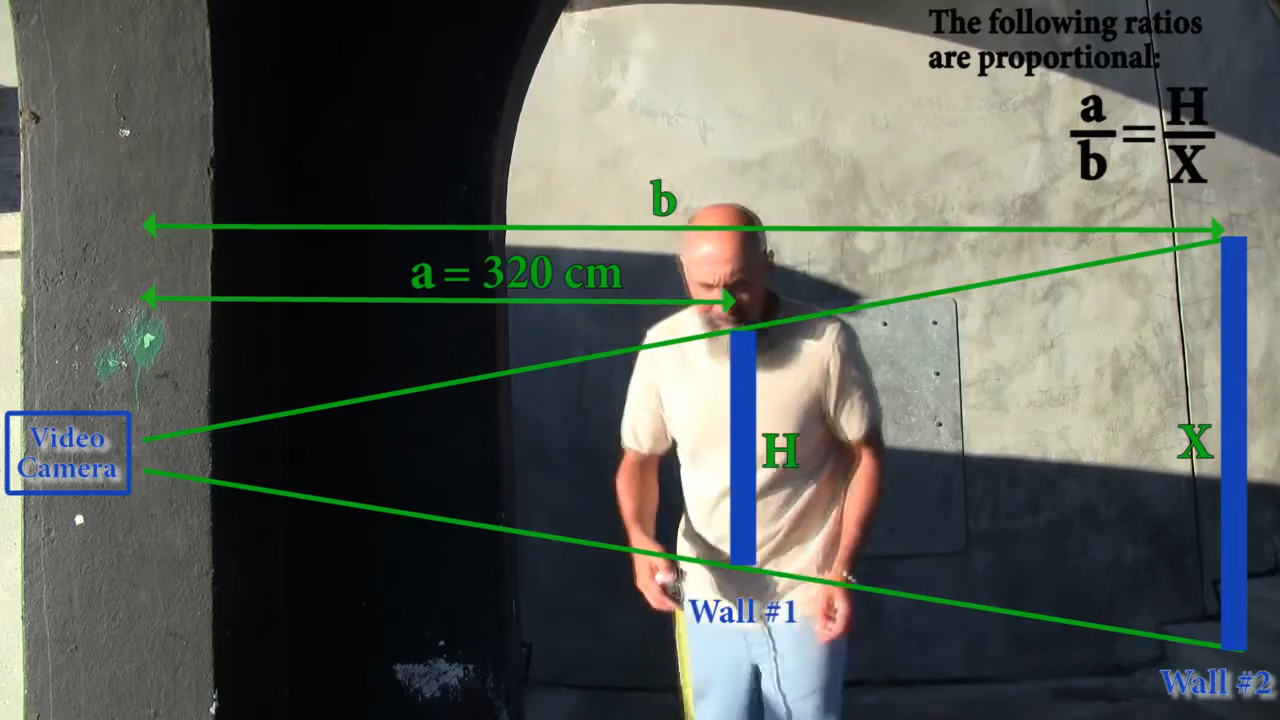 The following ratios
are proportional:
a/b = H/X
b
a = 320 cm
Video
Camera
H
X
Wall #1
Wall #2